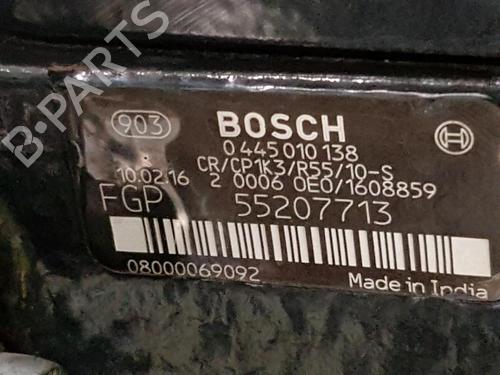 B-PARTS
903 BOSCH
0 445 010 138
CR/CP1K3/R55/10-S
10.02.16 2 0006 0E0/1608859
FGP 55207713
08000069092 Made in India